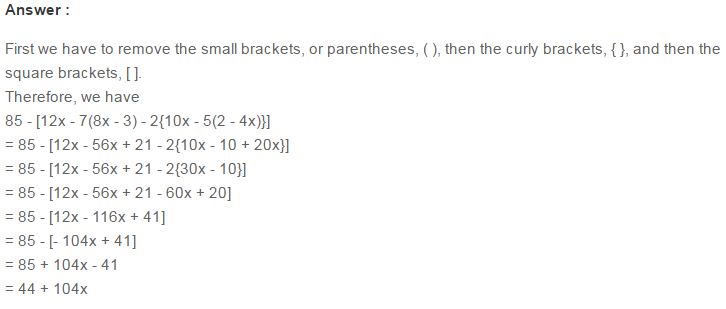 Answer :
First we have to remove the small brackets, or parentheses, ( ), then the curly brackets, { }, and then the
square brackets, [ ].
Therefore, we have
85 - [12x - 7(8x - 3) - 2{10x - 5(2 - 4x)}]
= 85 - [12x - 56x + 21 - 2{10x - 10 + 20x}]
= 85 - [12x - 56x + 21 - 2{30x - 10}]
= 85 - [12x - 56x + 21 - 60x + 20]
= 85 - [12x - 116x + 41]
= 85 - [- 104x + 41]
= 85 + 104x - 41
= 44 + 104x